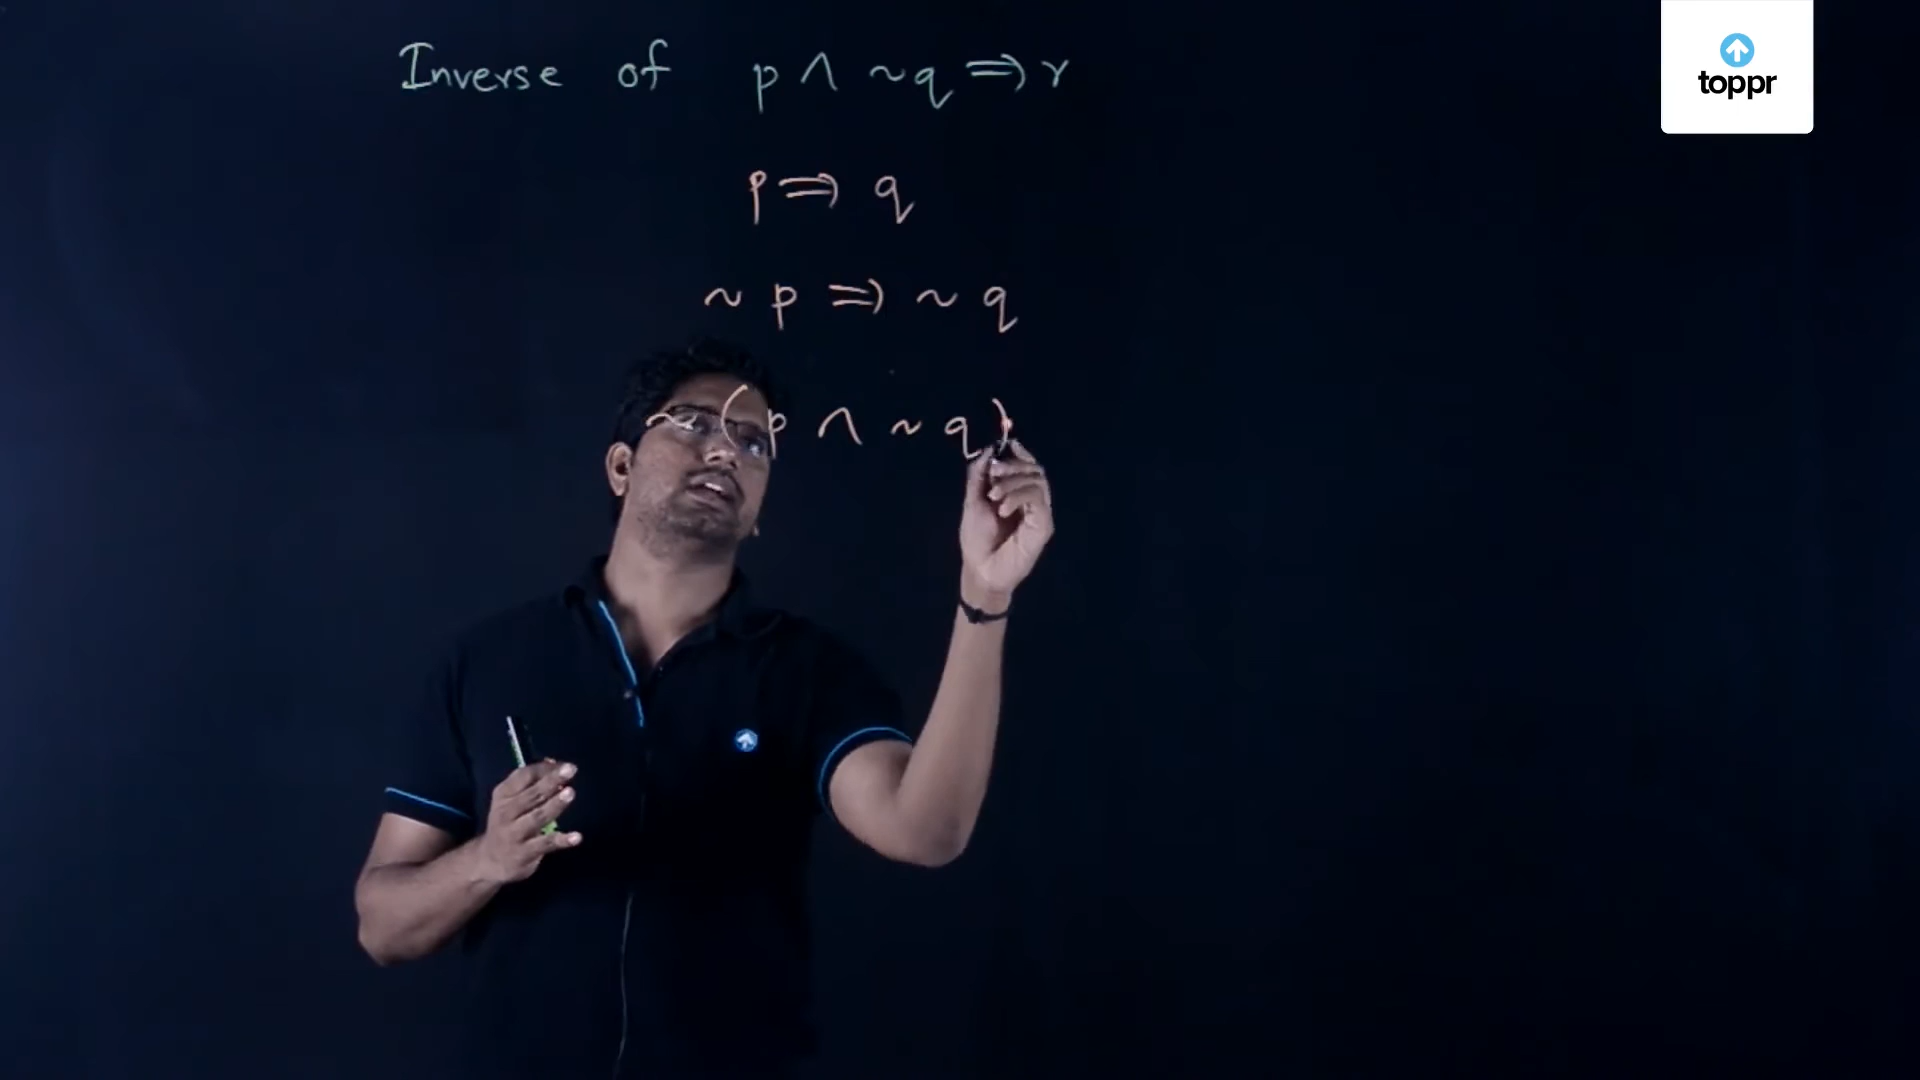 toppr
Inverse of p ∧ ~q ⇒ r
p ⇒ q
~ p ⇒ ~ q
~ (p ∧ ~ q)